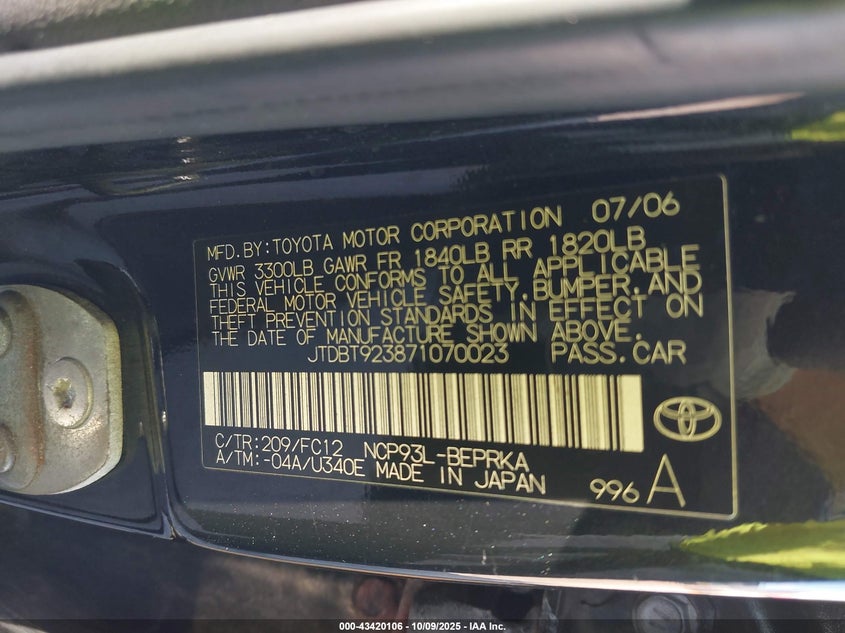 MFD.BY:TOYOTA MOTOR CORPORATION 07/06
GVWR 3300LB GAWR FR 1840LB RR 1820LB
THIS VEHICLE CONFORMS TO ALL APPLICABLE
FEDERAL MOTOR VEHICLE SAFETY,BUMPER,AND
THEFT PREVENTION STANDARDS IN EFFECT ON
THE DATE OF MANUFACTURE SHOWN ABOVE.
JTDBT923871070023 PASS.CAR
C/TR:209/FC12 NCP93L-BEPRKA
A/TM:-04A/U340E MADE IN JAPAN
996 A
000-43420106 - 10/09/2025 - IAA Inc.